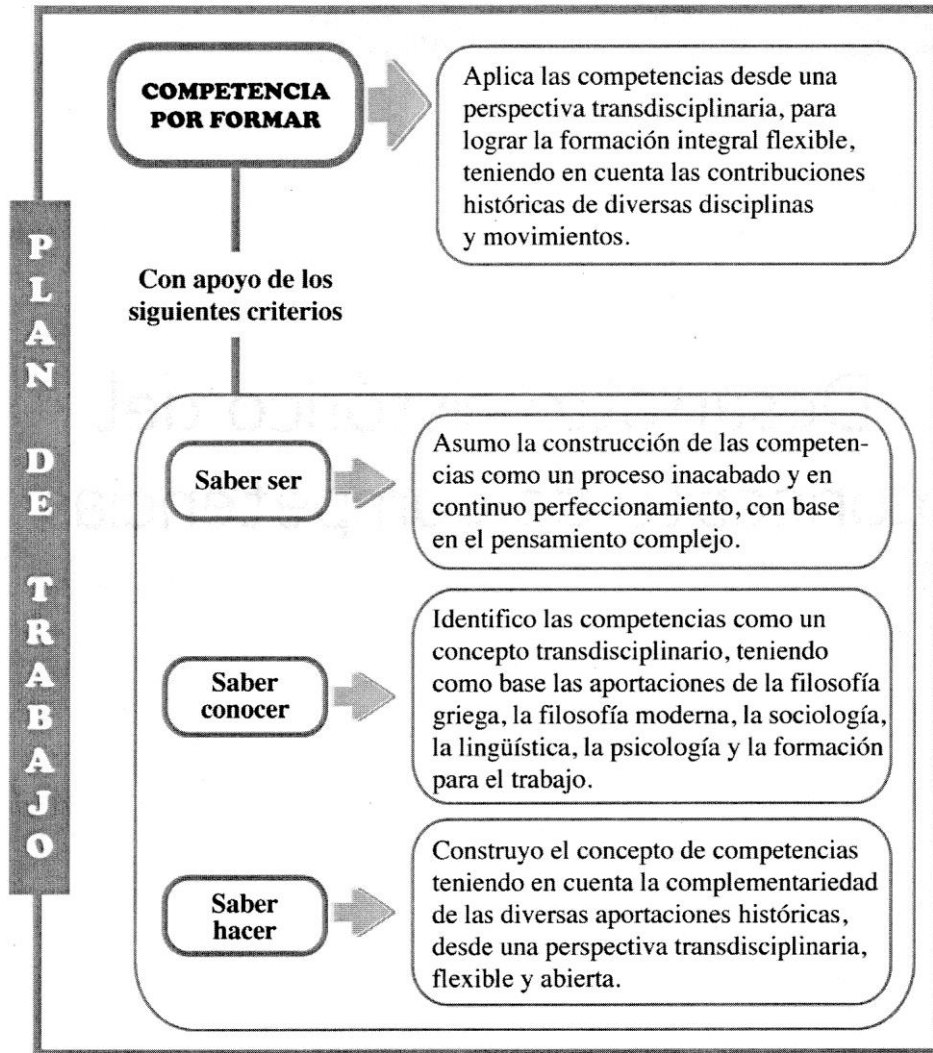 PLAN DE TRABAJO
COMPETENCIA
POR FORMAR
Aplica las competencias desde una
perspectiva transdisciplinaria, para
lograr la formación integral flexible,
teniendo en cuenta las contribuciones
históricas de diversas disciplinas
y movimientos.
Con apoyo de los
siguientes criterios
Saber ser
Asumo la construcción de las competen-
cias como un proceso inacabado y en
continuo perfeccionamiento, con base
en el pensamiento complejo.
Saber
conocer
Identifico las competencias como un
concepto transdisciplinario, teniendo
como base las aportaciones de la filosofía
griega, la filosofía moderna, la sociología,
la lingüística, la psicología y la formación
para el trabajo.
Saber
hacer
Construyo el concepto de competencias
teniendo en cuenta la complementariedad
de las diversas aportaciones históricas,
desde una perspectiva transdisciplinaria,
flexible y abierta.